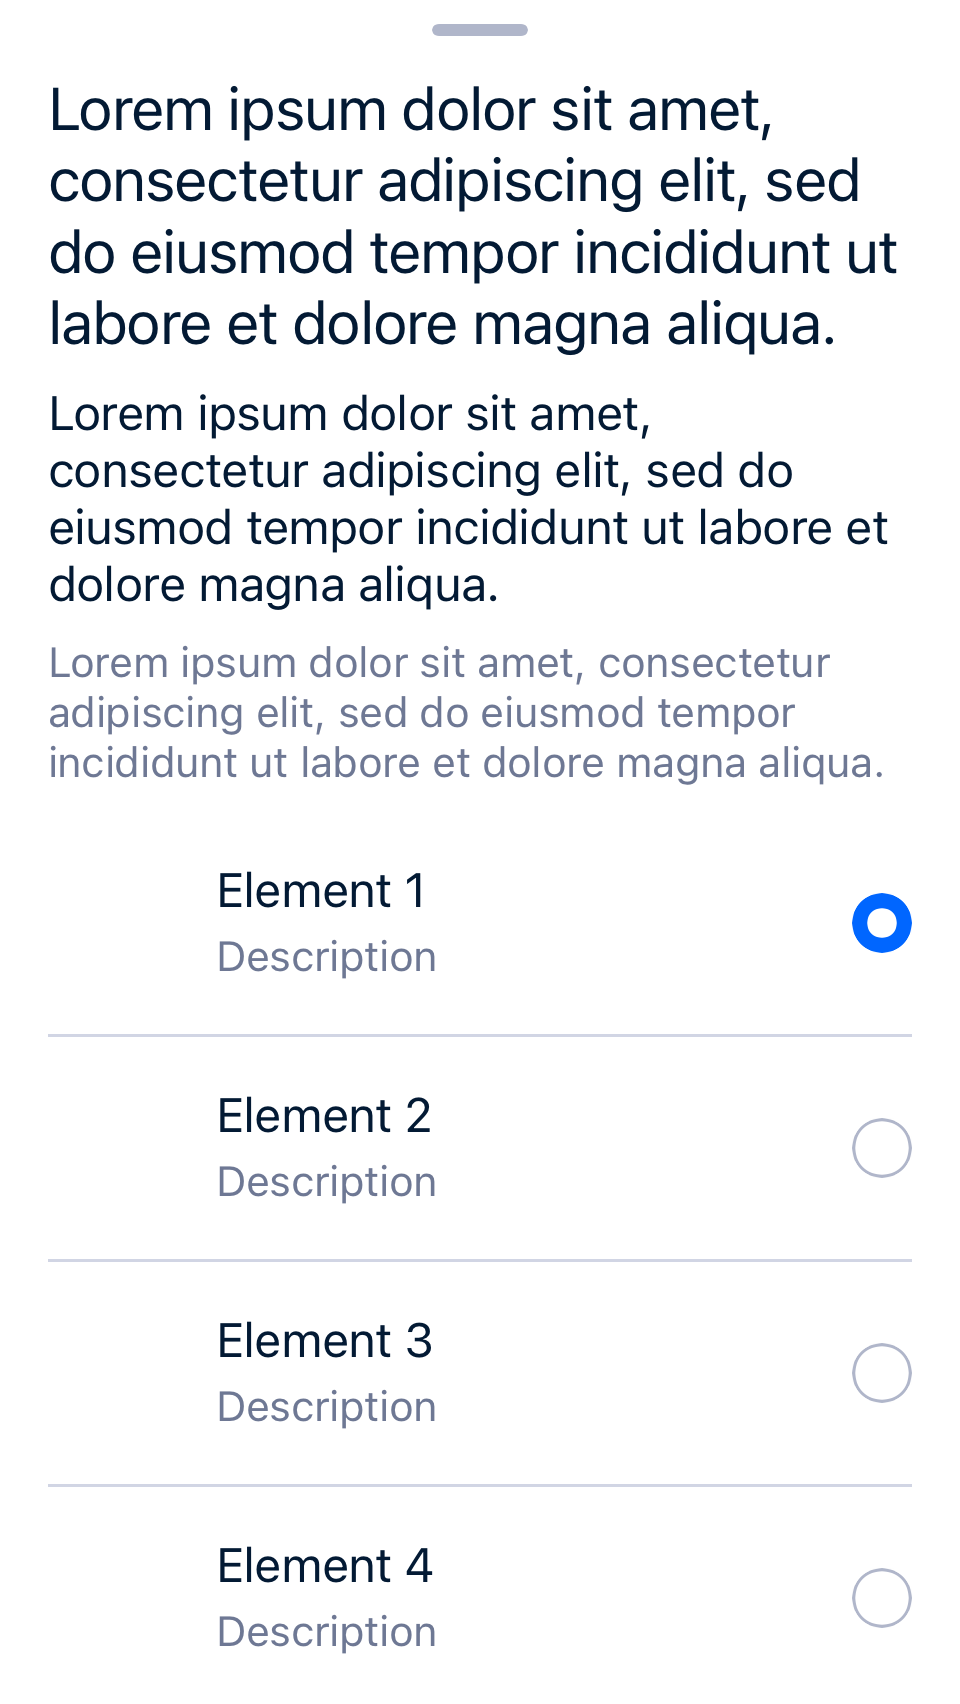 Lorem ipsum dolor sit amet,
consectetur adipiscing elit, sed
do eiusmod tempor incididunt ut
labore et dolore magna aliqua.
Lorem ipsum dolor sit amet,
consectetur adipiscing elit, sed do
eiusmod tempor incididunt ut labore et
dolore magna aliqua.
Lorem ipsum dolor sit amet, consectetur
adipiscing elit, sed do eiusmod tempor
incididunt ut labore et dolore magna aliqua.
Element 1
Description
Element 2
Description
Element 3
Description
Element 4
Description